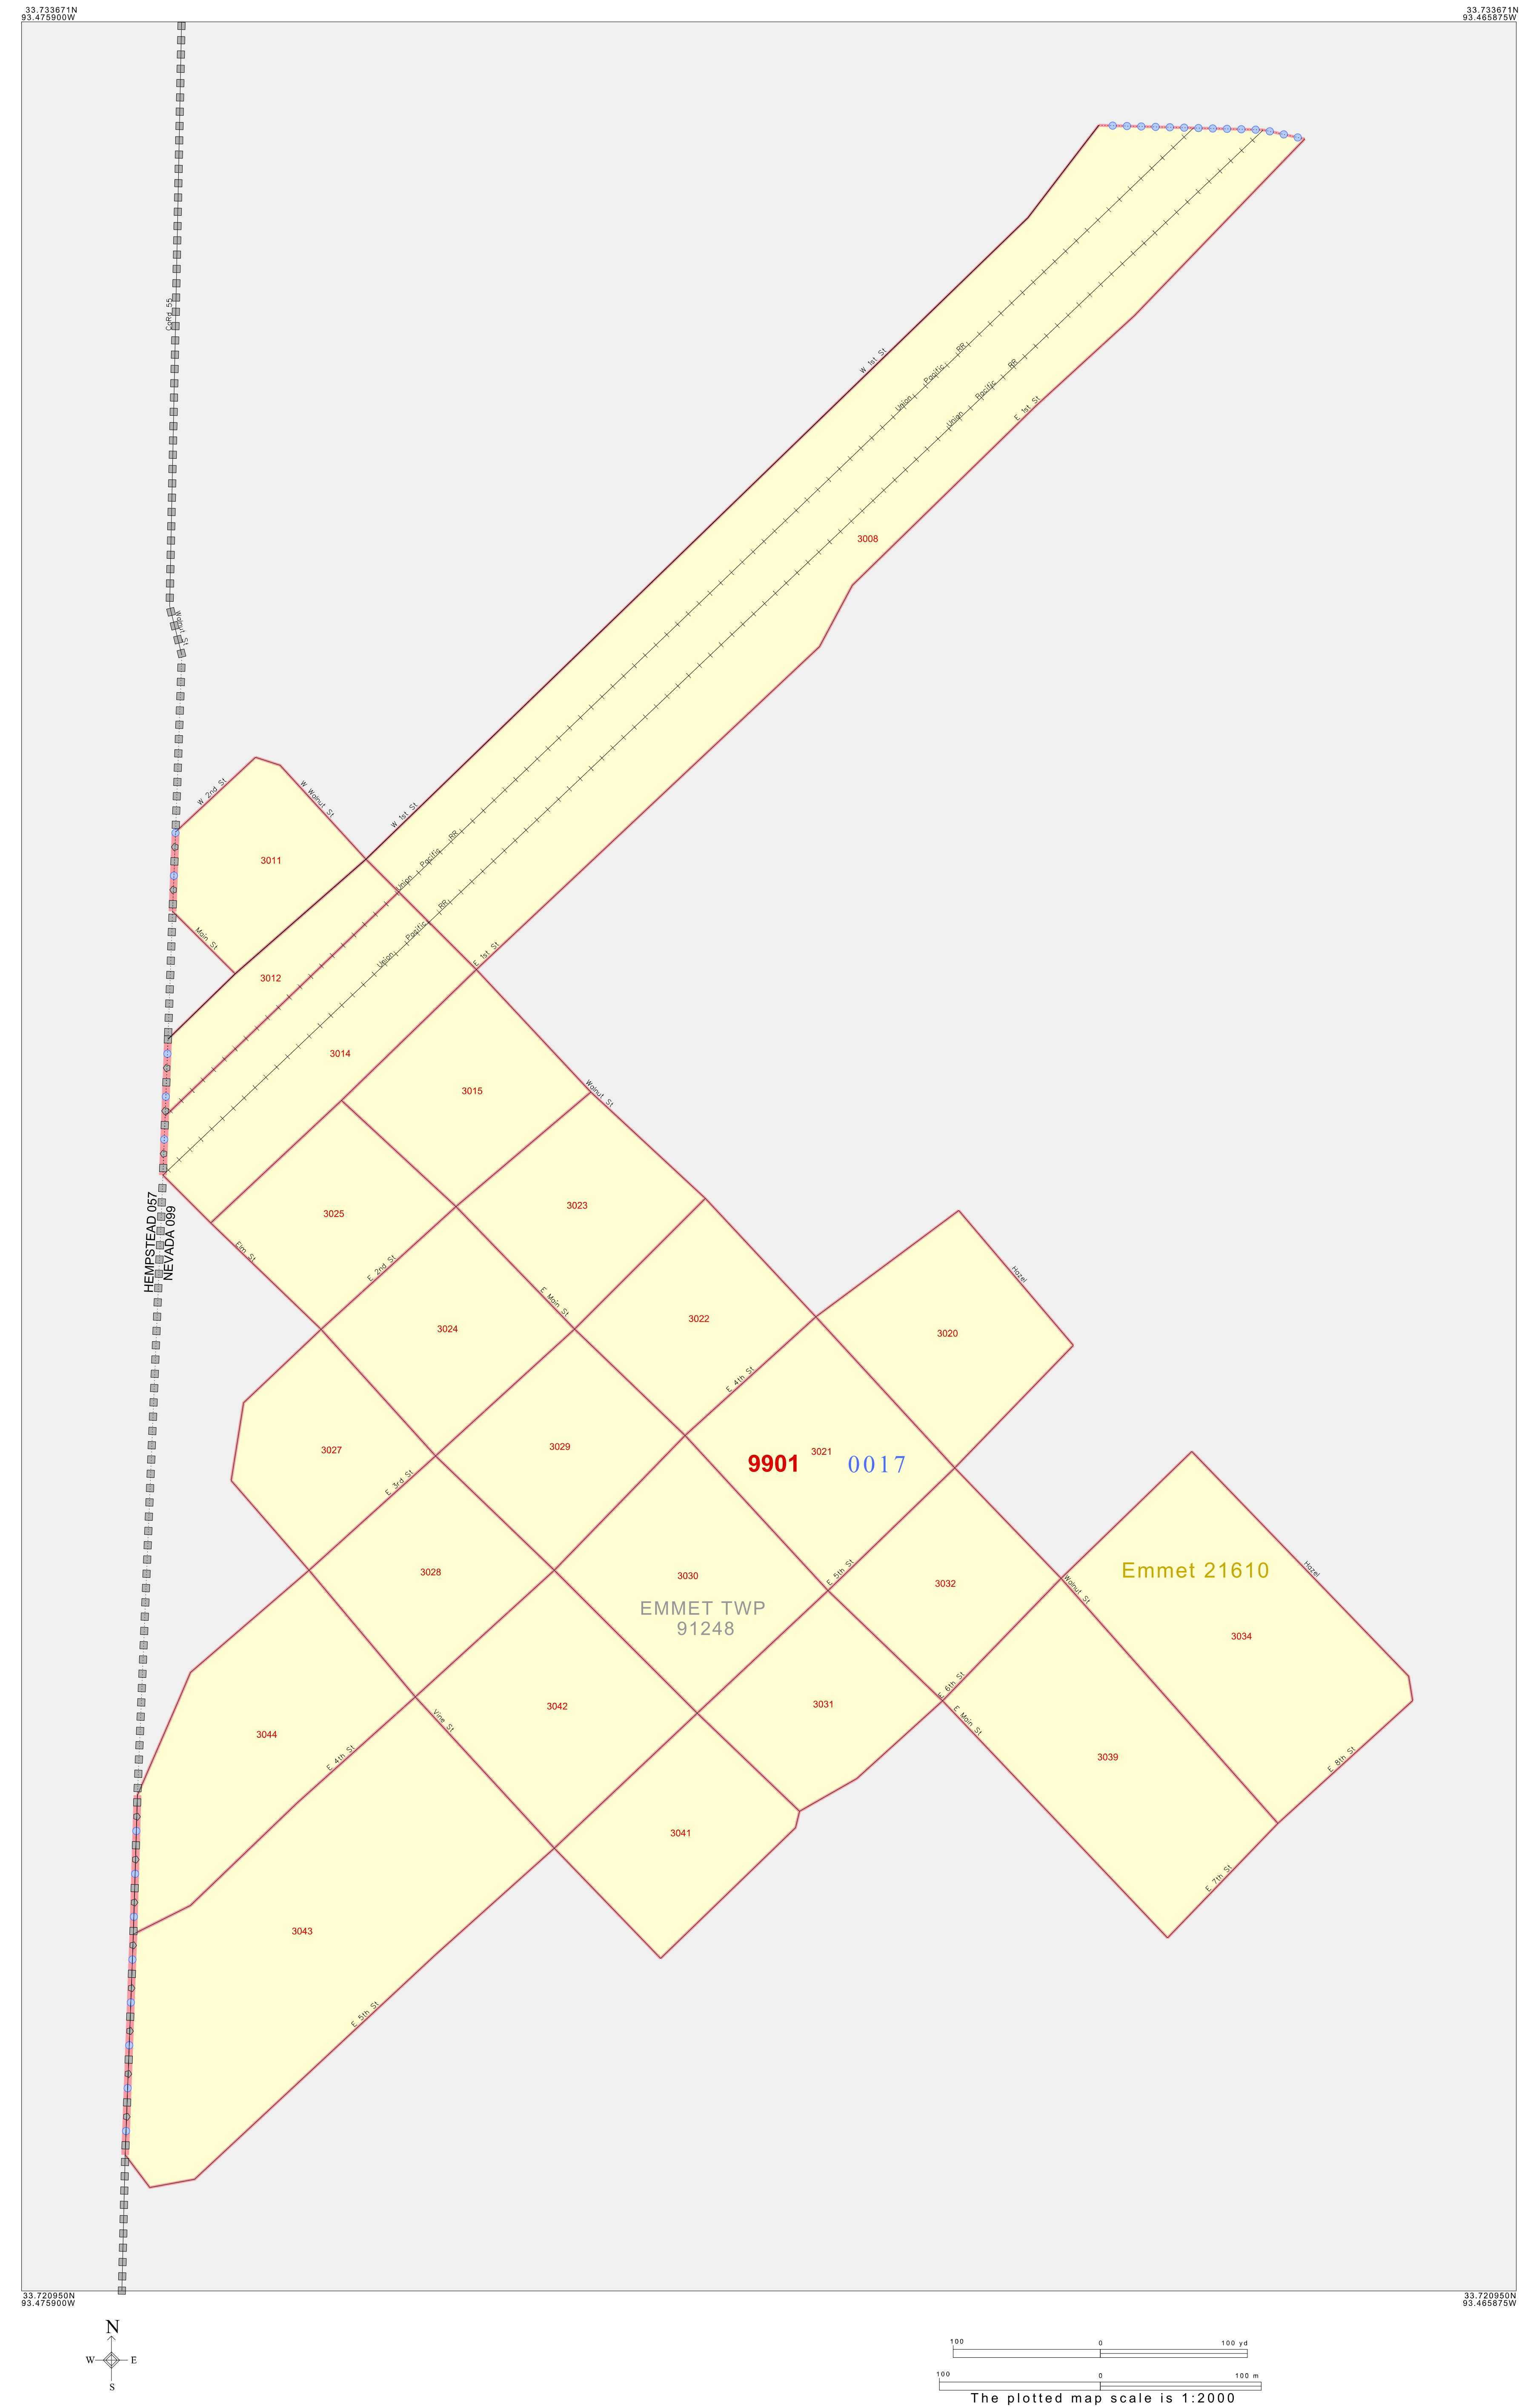 33.733671N
93.475900W
33.733671N
93.465875W
CoRd 55
W 1st St
Union Pacific RR
Union Pacific RR
E 1st St
3008
Walnut St
W 2nd St
W Walnut St
W 1st St
3011
Union Pacific RR
Union Pacific RR
Main St
E 1st St
3012
3014
3015
Walnut St
HEMPSTEAD 057
NEVADA 099
3025
3023
Elm St
E 2nd St
E Main St
Hazel
3024
3022
3020
E 4th St
3027
3029
3021
9901
0017
E 3rd St
3028
3030
E 5th St
3032
Walnut St
Emmet 21610
Hazel
EMMET TWP
91248
3034
E 6th St
3044
Vine St
3042
3031
E Main St
3039
E 4th St
E 8th St
3041
E 7th St
3043
E 5th St
33.720950N
93.475900W
33.720950N
93.465875W
N
W
E
S
100 0 100 yd
100 0 100 m
The plotted map scale is 1:2000